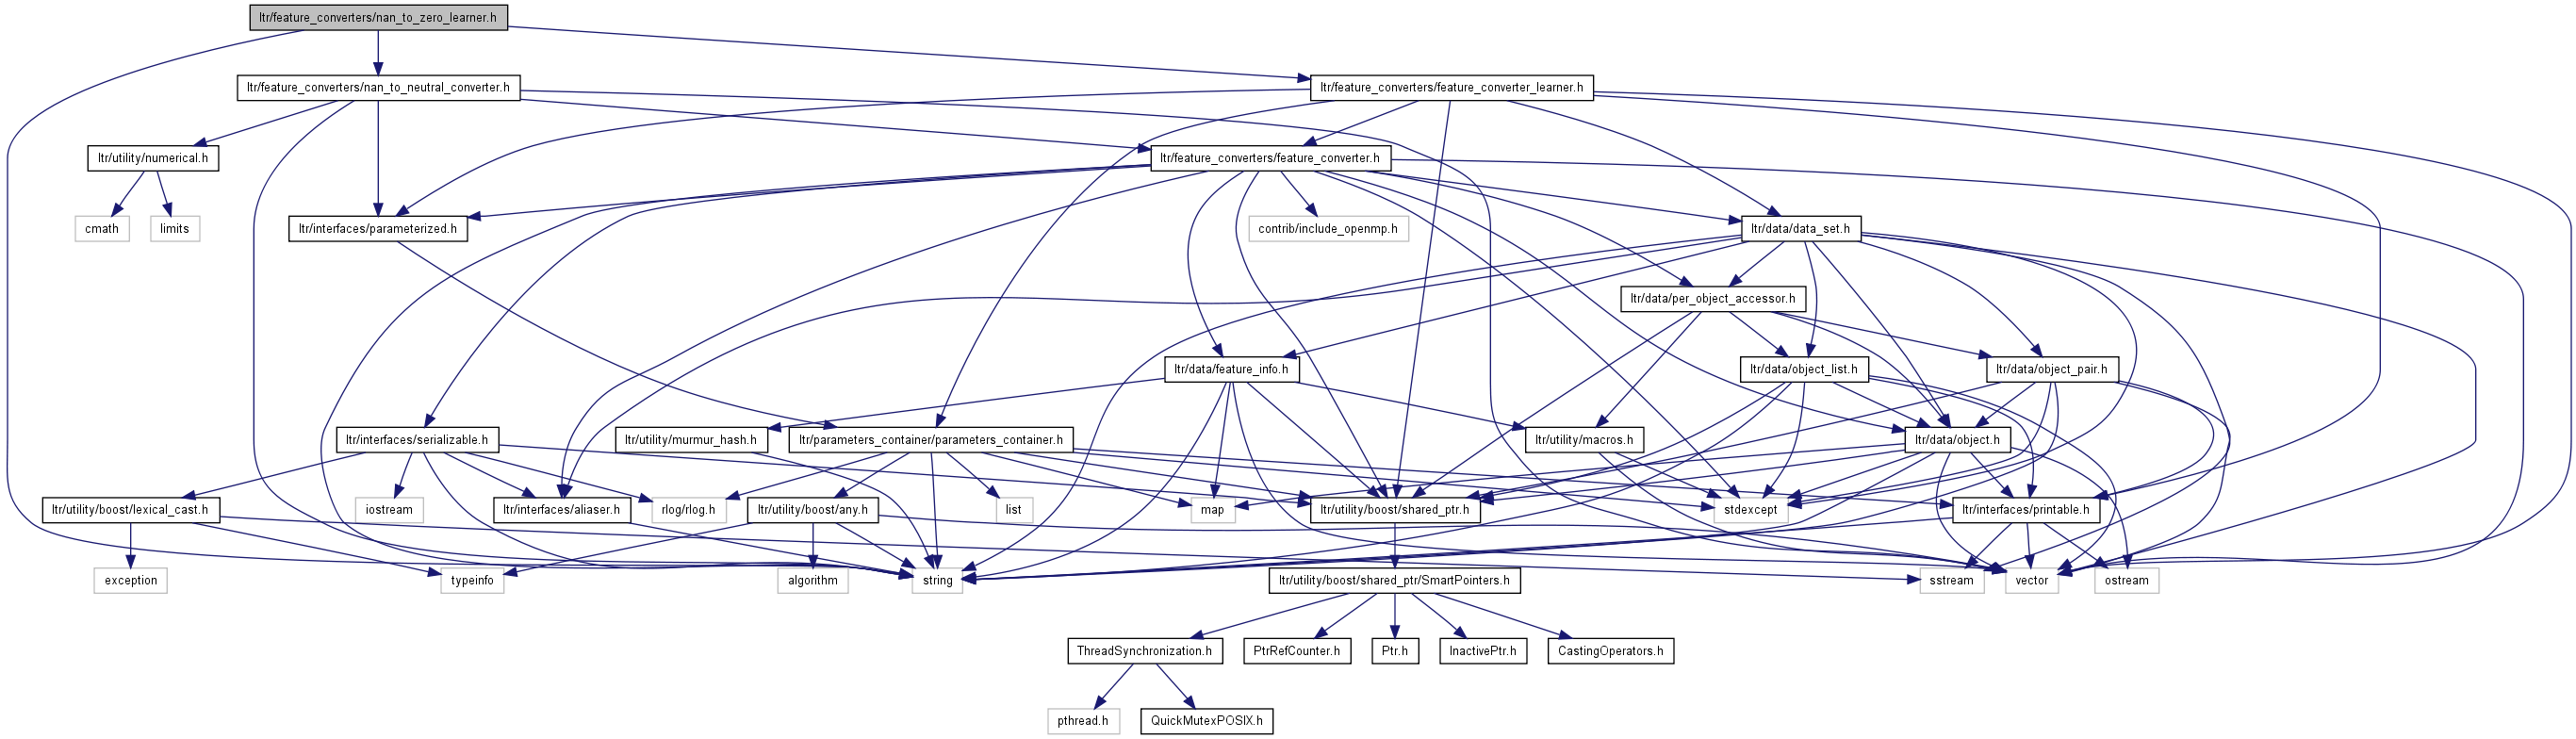 ltr/feature_converters/nan_to_zero_learner.h
ltr/feature_converters/nan_to_neutral_converter.h
ltr/feature_converters/feature_converter_learner.h
ltr/utility/numerical.h
ltr/feature_converters/feature_converter.h
cmath
limits
ltr/interfaces/parameterized.h
contrib/include_openmp.h
ltr/data/data_set.h
ltr/data/per_object_accessor.h
ltr/data/feature_info.h
ltr/data/object_list.h
ltr/data/object_pair.h
ltr/interfaces/serializable.h
ltr/utility/murmur_hash.h
ltr/parameters_container/parameters_container.h
ltr/utility/macros.h
ltr/data/object.h
ltr/utility/boost/lexical_cast.h
iostream
ltr/interfaces/aliaser.h
rlog/rlog.h
ltr/utility/boost/any.h
list
map
ltr/utility/boost/shared_ptr.h
stdexcept
ltr/interfaces/printable.h
exception
typeinfo
algorithm
string
ltr/utility/boost/shared_ptr/SmartPointers.h
sstream
vector
ostream
ThreadSynchronization.h
PtrRefCounter.h
Ptr.h
InactivePtr.h
CastingOperators.h
pthread.h
QuickMutexPOSIX.h